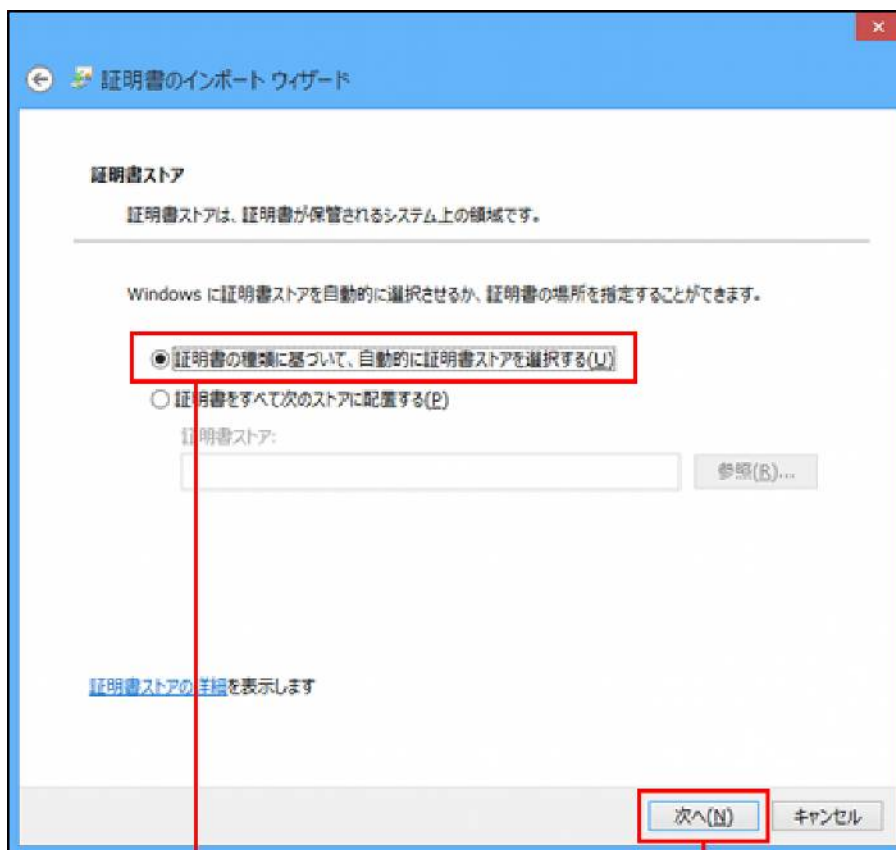 証明書のインポート ウィザード
証明書ストア
証明書ストアは、証明書が保管されるシステム上の領域です。
Windows に証明書ストアを自動的に選択させるか、証明書の場所を指定することができます。
証明書の種類に基づいて、自動的に証明書ストアを選択する(U)
証明書をすべて次のストアに配置する(P)
証明書ストア:
参照(R)...
証明書ストアの詳細を表示します
次へ(N)
キャンセル